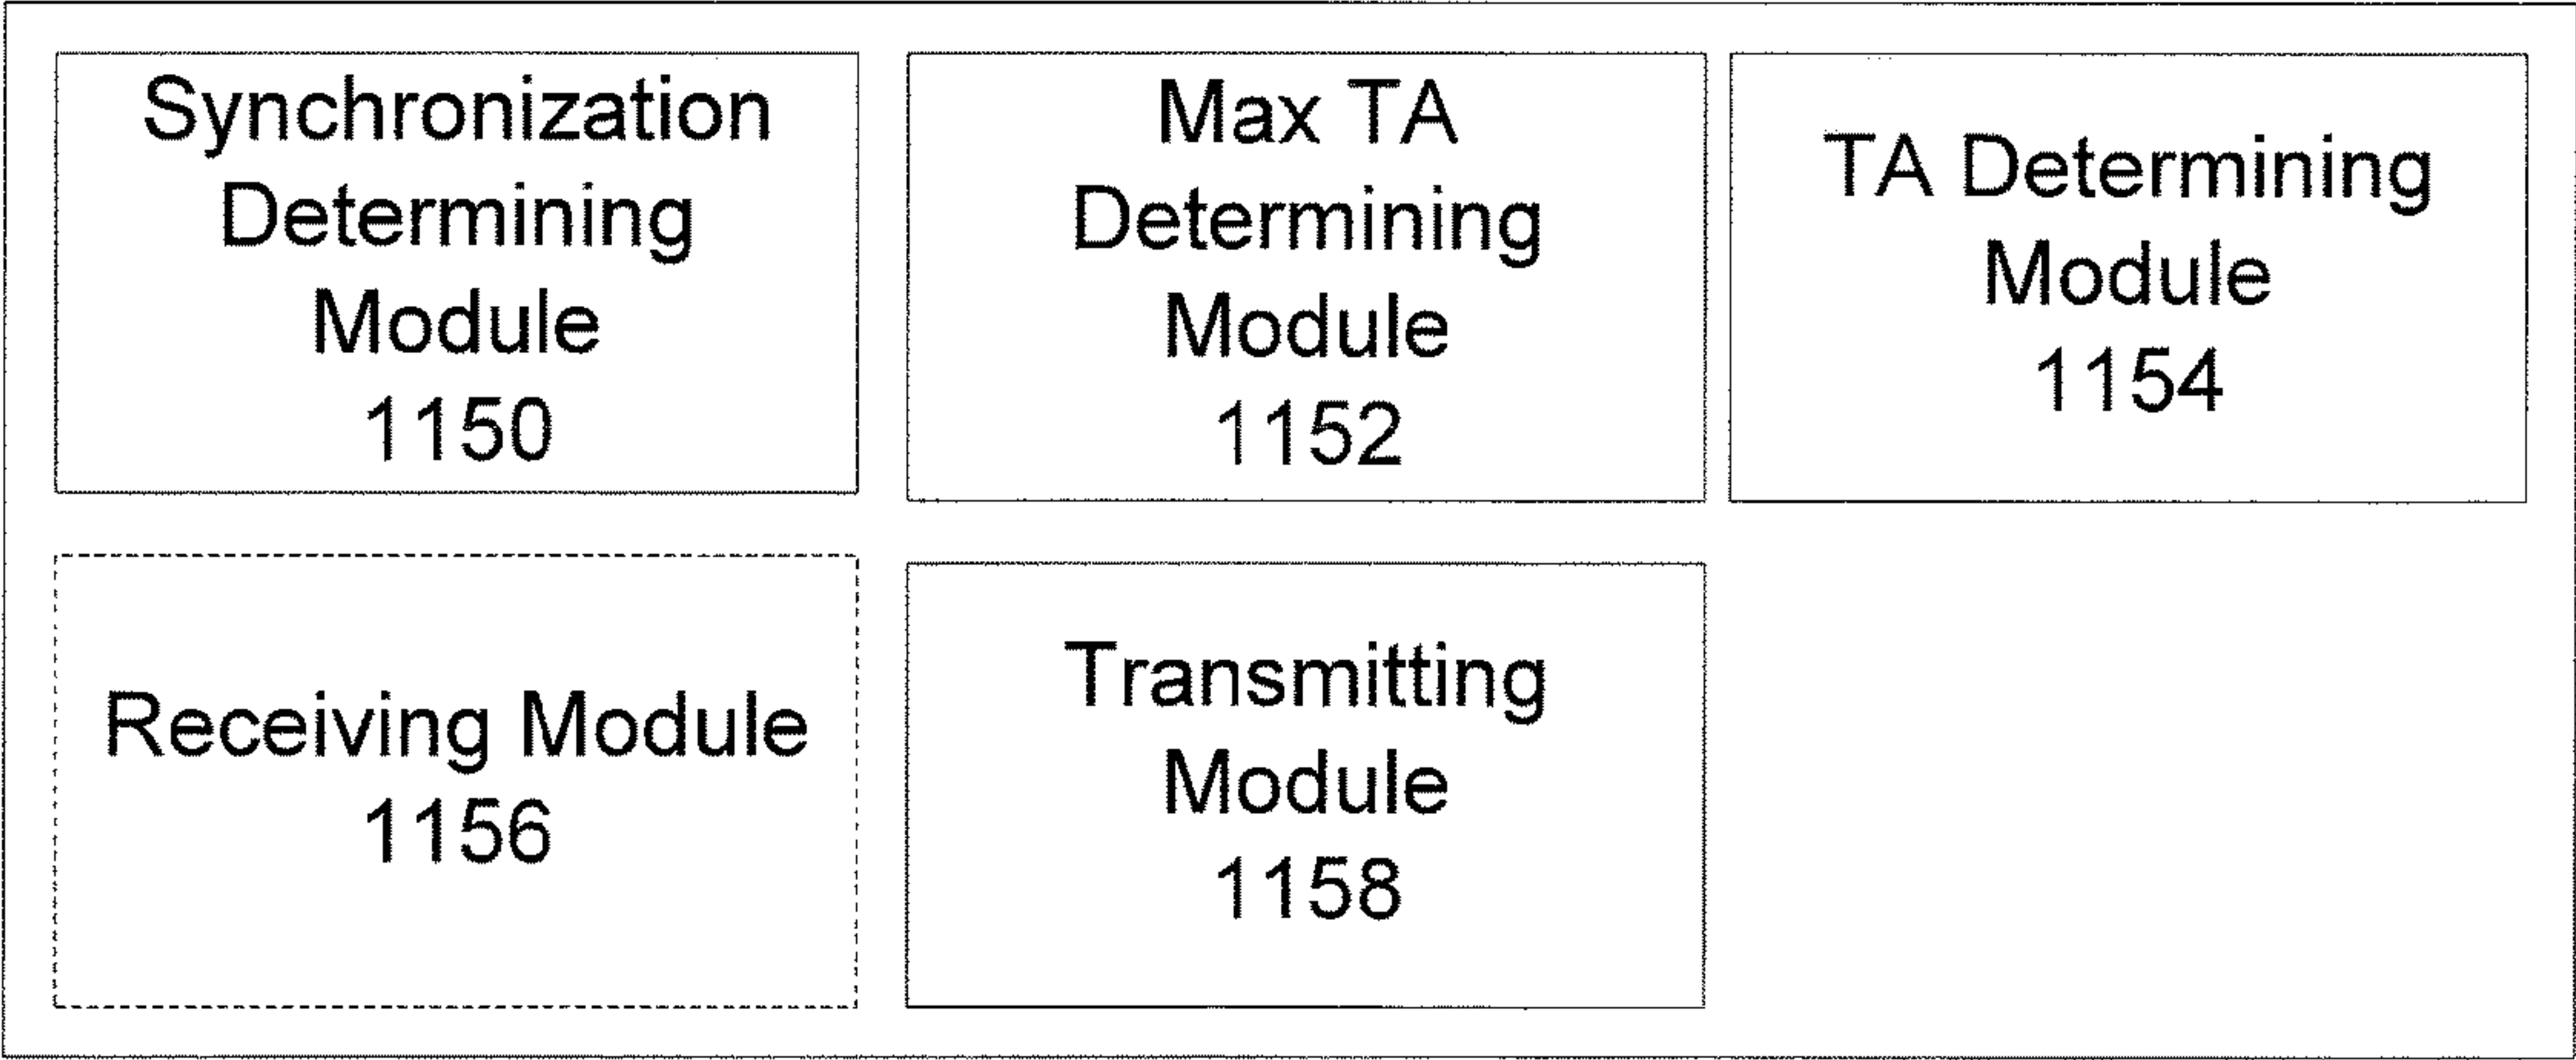 Synchronization
Determining
Module
1150
Max TA
Determining
Module
1152
TA Determining
Module
1154
Receiving Module
1156
Transmitting
Module
1158